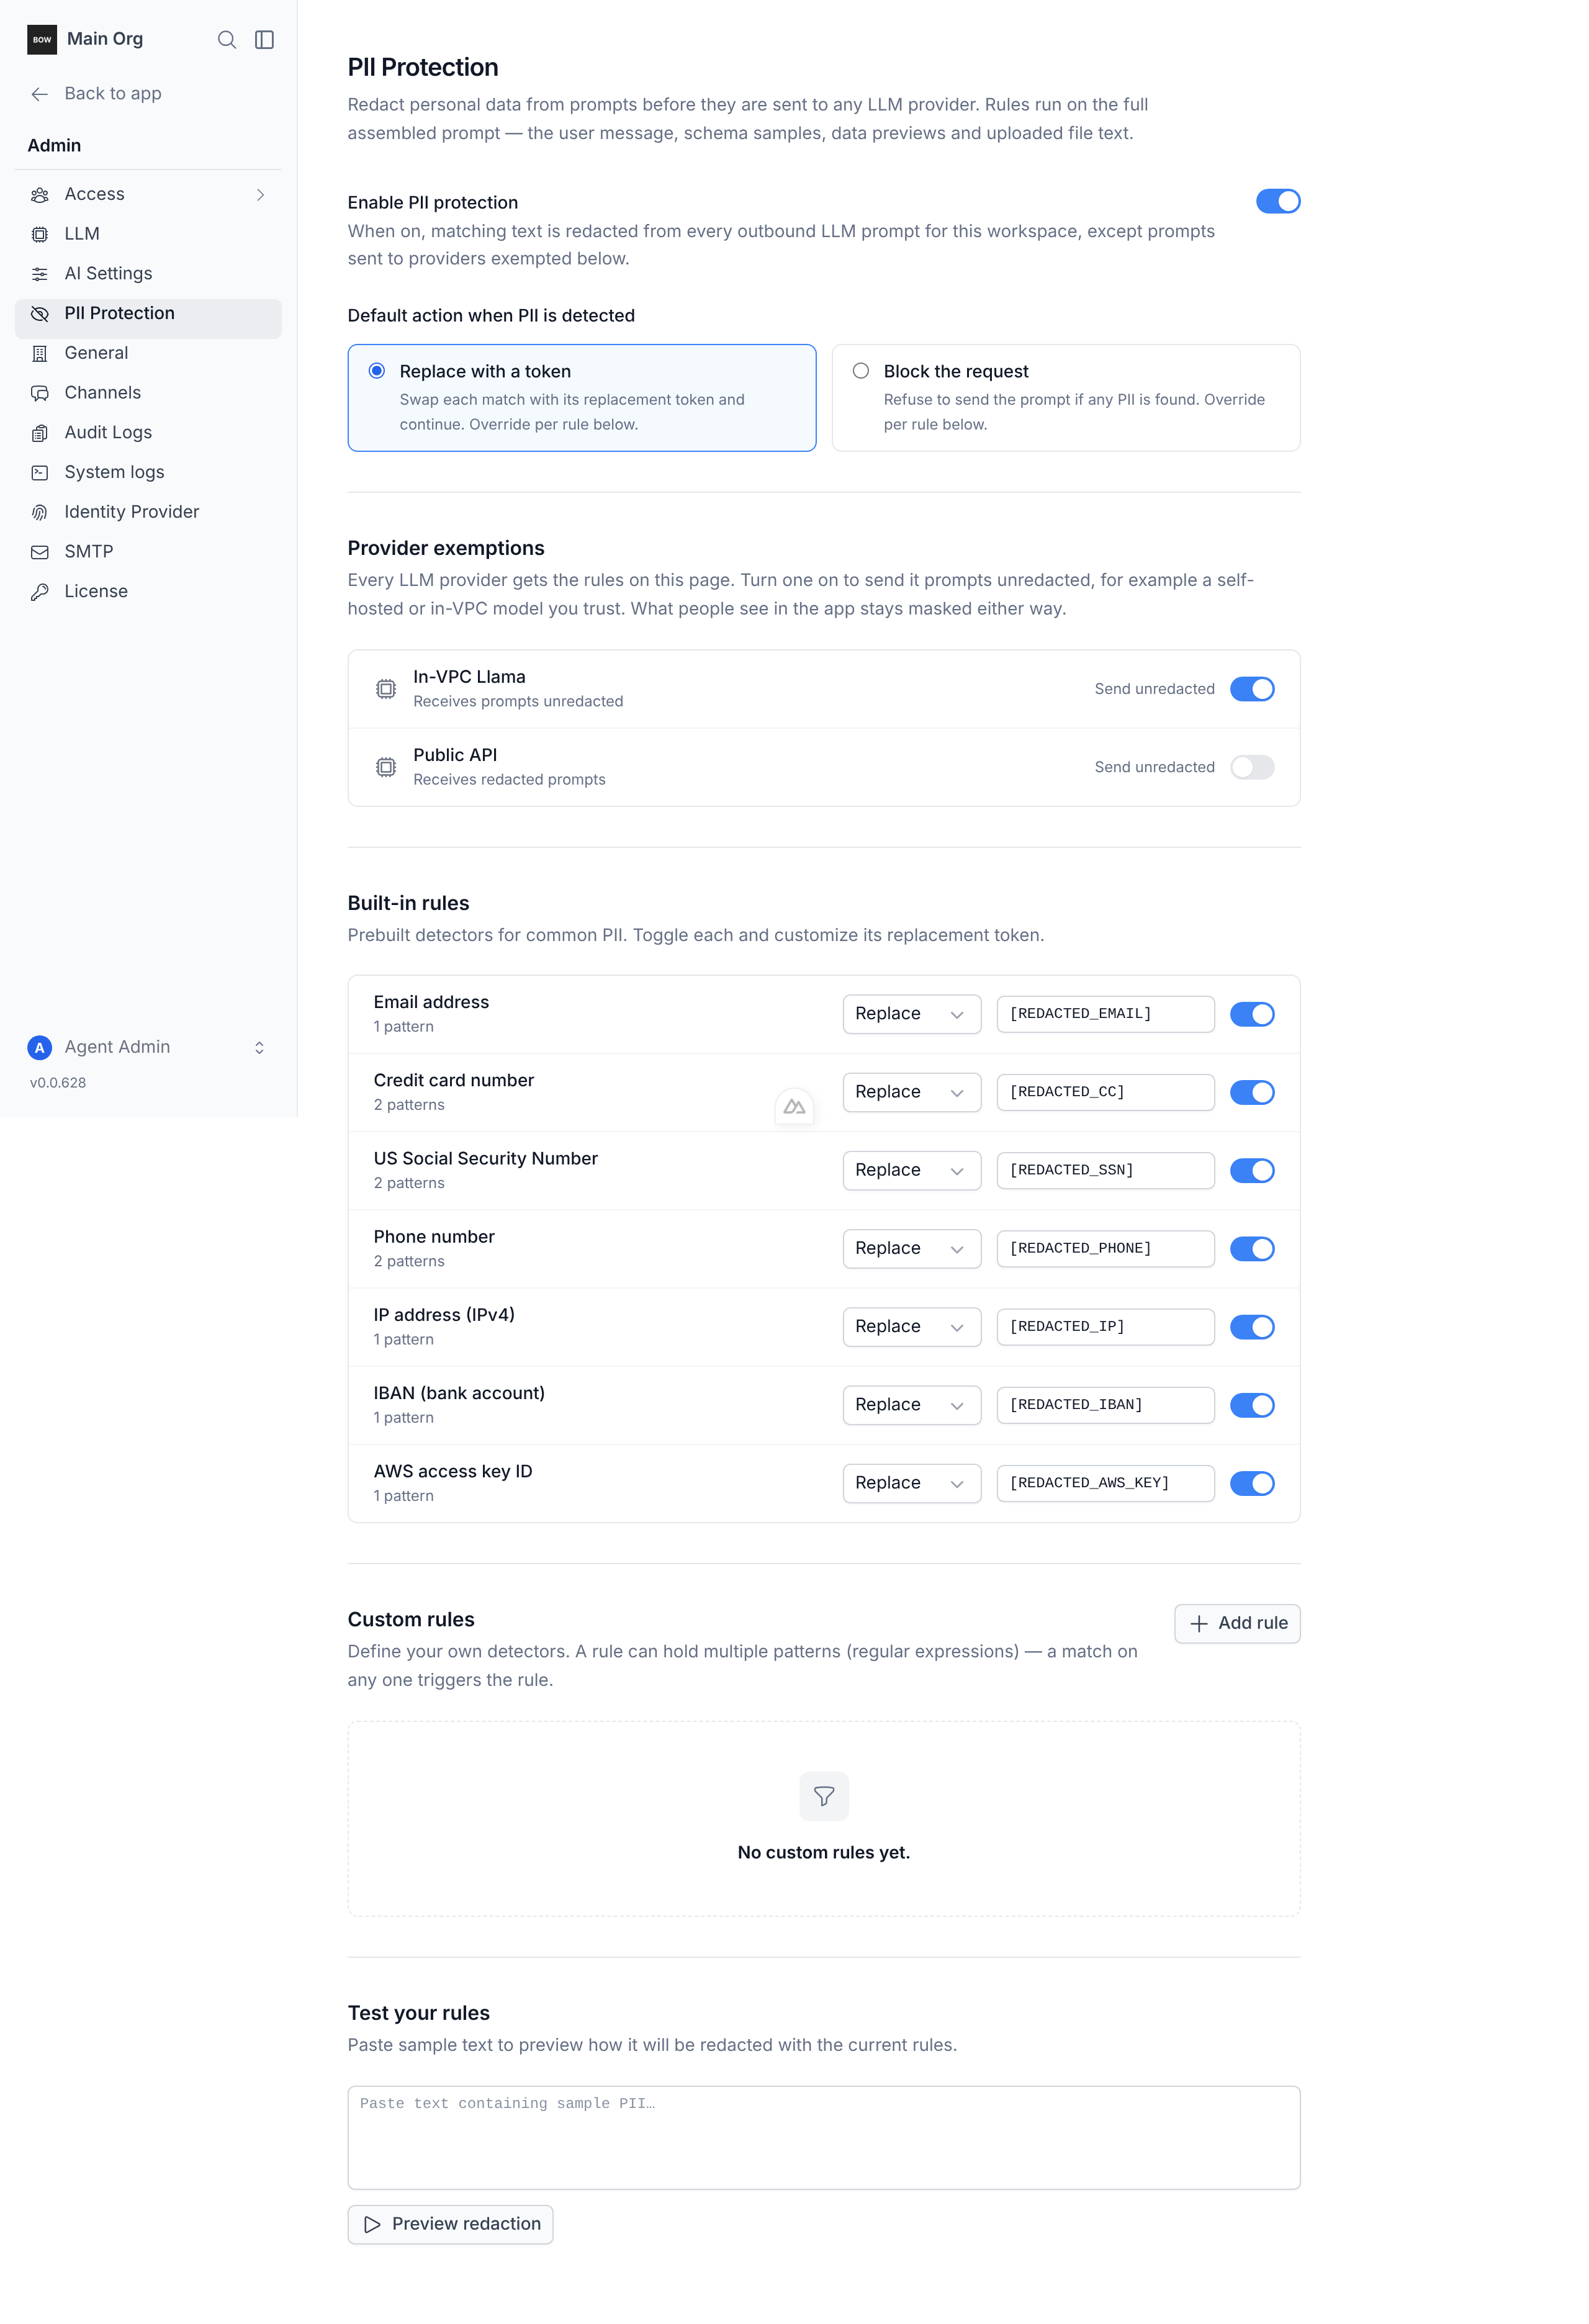 BOW Main Org
Back to app
Admin
Access
LLM
AI Settings
PII Protection
General
Channels
Audit Logs
System logs
Identity Provider
SMTP
License
A Agent Admin
v0.0.628
PII Protection
Redact personal data from prompts before they are sent to any LLM provider. Rules run on the full
assembled prompt — the user message, schema samples, data previews and uploaded file text.
Enable PII protection
When on, matching text is redacted from every outbound LLM prompt for this workspace, except prompts
sent to providers exempted below.
Default action when PII is detected
Replace with a token
Swap each match with its replacement token and
continue. Override per rule below.
Block the request
Refuse to send the prompt if any PII is found. Override
per rule below.
Provider exemptions
Every LLM provider gets the rules on this page. Turn one on to send it prompts unredacted, for example a self-
hosted or in-VPC model you trust. What people see in the app stays masked either way.
In-VPC Llama
Receives prompts unredacted
Send unredacted
Public API
Receives redacted prompts
Send unredacted
Built-in rules
Prebuilt detectors for common PII. Toggle each and customize its replacement token.
Email address
1 pattern
Replace
[REDACTED_EMAIL]
Credit card number
2 patterns
Replace
[REDACTED_CC]
US Social Security Number
2 patterns
Replace
[REDACTED_SSN]
Phone number
2 patterns
Replace
[REDACTED_PHONE]
IP address (IPv4)
1 pattern
Replace
[REDACTED_IP]
IBAN (bank account)
1 pattern
Replace
[REDACTED_IBAN]
AWS access key ID
1 pattern
Replace
[REDACTED_AWS_KEY]
Custom rules
Add rule
Define your own detectors. A rule can hold multiple patterns (regular expressions) — a match on
any one triggers the rule.
No custom rules yet.
Test your rules
Paste sample text to preview how it will be redacted with the current rules.
Paste text containing sample PII…
Preview redaction